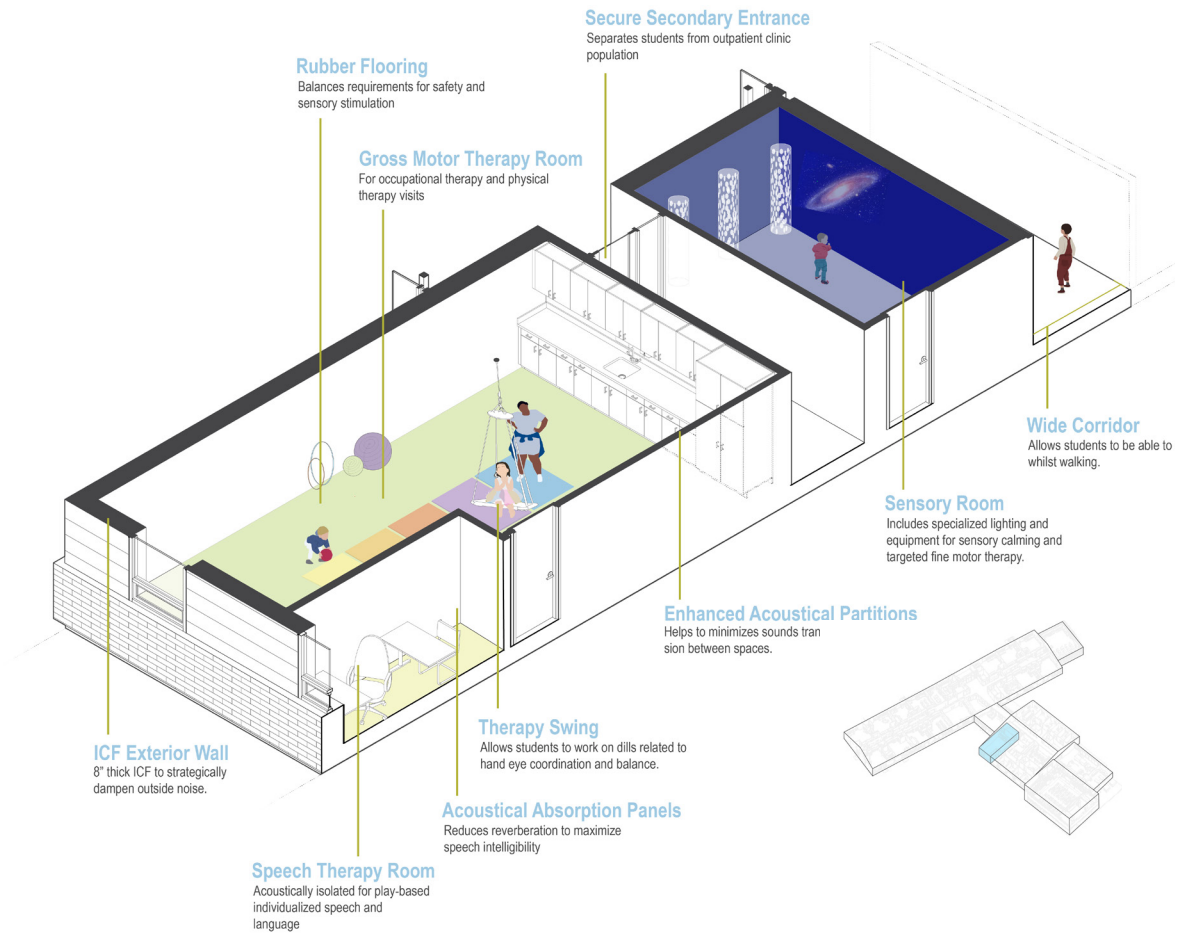 Secure Secondary Entrance
Separates students from outpatient clinic
population
Rubber Flooring
Balances requirements for safety and
sensory stimulation
Gross Motor Therapy Room
For occupational therapy and physical
therapy visits
Wide Corridor
Allows students to be able to
whilst walking.
Sensory Room
Includes specialized lighting and
equipment for sensory calming and
targeted fine motor therapy.
Enhanced Acoustical Partitions
Helps to minimizes sounds tran
sion between spaces.
Therapy Swing
Allows students to work on dills related to
hand eye coordination and balance.
ICF Exterior Wall
8" thick ICF to strategically
dampen outside noise.
Acoustical Absorption Panels
Reduces reverberation to maximize
speech intelligibility
Speech Therapy Room
Acoustically isolated for play-based
individualized speech and
language